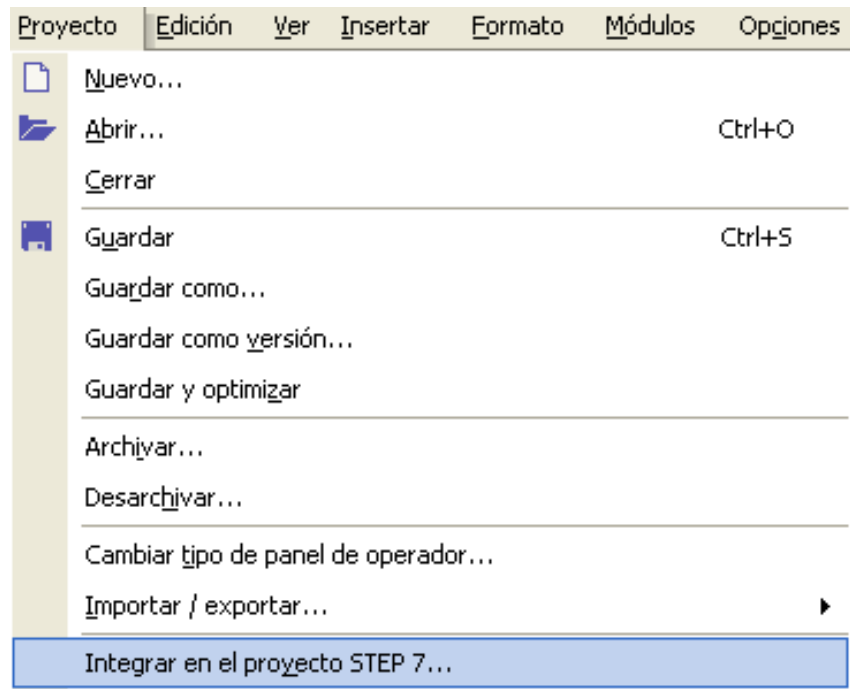 Proyecto Edición Ver Insertar Formato Módulos Opciones
Nuevo...
Abrir... Ctrl+O
Cerrar
Guardar Ctrl+S
Guardar como...
Guardar como versión...
Guardar y optimizar
Archivar...
Desarchivar...
Cambiar tipo de panel de operador...
Importar / exportar...
Integrar en el proyecto STEP 7...